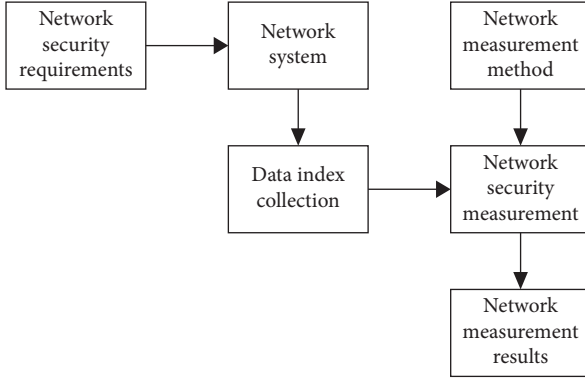 Network
security
requirements
Network
system
Network
measurement
method
Data index
collection
Network
security
measurement
Network
measurement
results